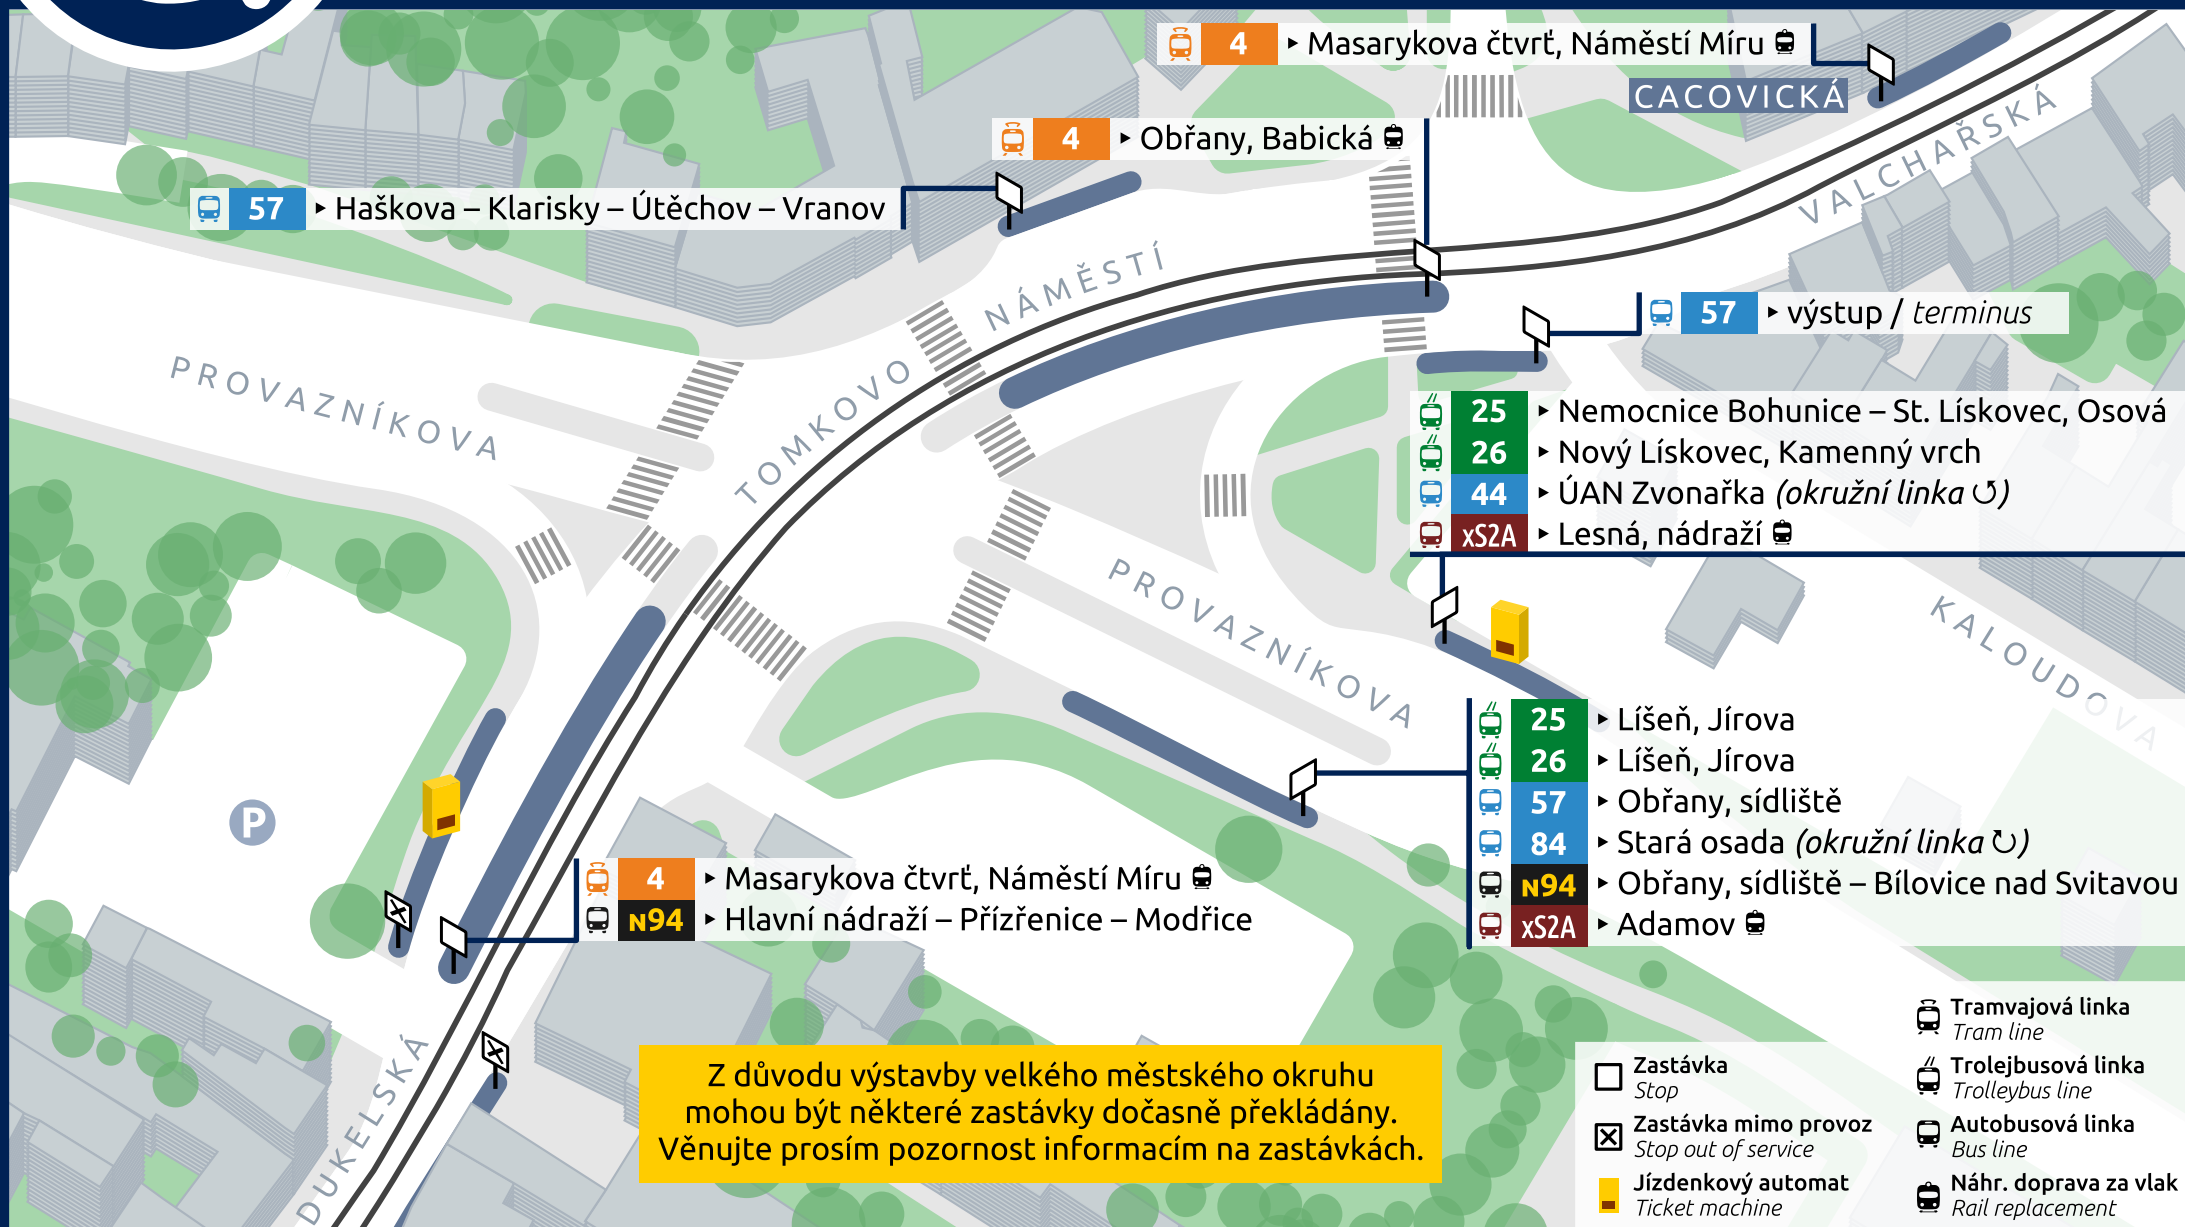 4 ▸ Masarykova čtvrť, Náměstí Míru
CACOVICKÁ
4 ▸ Obřany, Babická
VALCHAŘSKÁ
57 ▸ Haškova – Klarisky – Útěchov – Vranov
TOMKOVO NÁMĚSTÍ
57 ▸ výstup / terminus
PROVAZNÍKOVA
25 ▸ Nemocnice Bohunice – St. Lískovec, Osová
26 ▸ Nový Lískovec, Kamenný vrch
44 ▸ ÚAN Zvonařka (okružní linka ↺)
xS2A ▸ Lesná, nádraží
PROVAZNÍKOVA
KALOUDOVA
25 ▸ Líšeň, Jírova
26 ▸ Líšeň, Jírova
57 ▸ Obřany, sídliště
84 ▸ Stará osada (okružní linka ↻)
N94 ▸ Obřany, sídliště – Bílovice nad Svitavou
xS2A ▸ Adamov
P
4 ▸ Masarykova čtvrť, Náměstí Míru
N94 ▸ Hlavní nádraží – Přízřenice – Modřice
DUKELSKÁ
Z důvodu výstavby velkého městského okruhu
mohou být některé zastávky dočasně překládány.
Věnujte prosím pozornost informacím na zastávkách.
Zastávka
Stop
Zastávka mimo provoz
Stop out of service
Jízdenkový automat
Ticket machine
Tramvajová linka
Tram line
Trolejbusová linka
Trolleybus line
Autobusová linka
Bus line
Náhr. doprava za vlak
Rail replacement